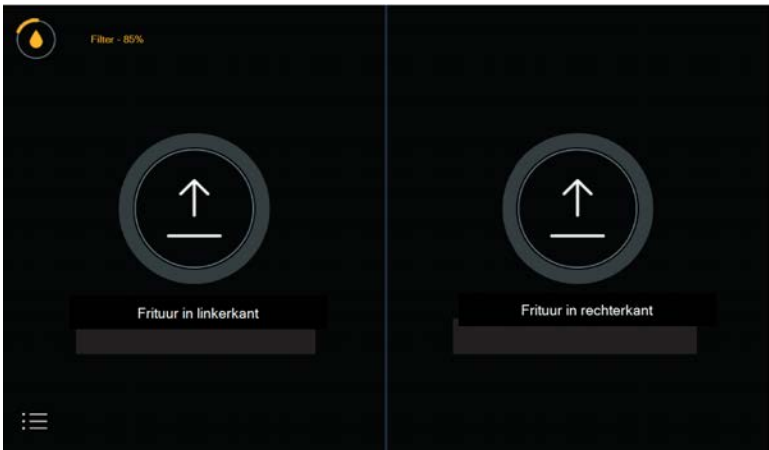 Filter - 85%
Frituur in linkerkant
Frituur in rechterkant